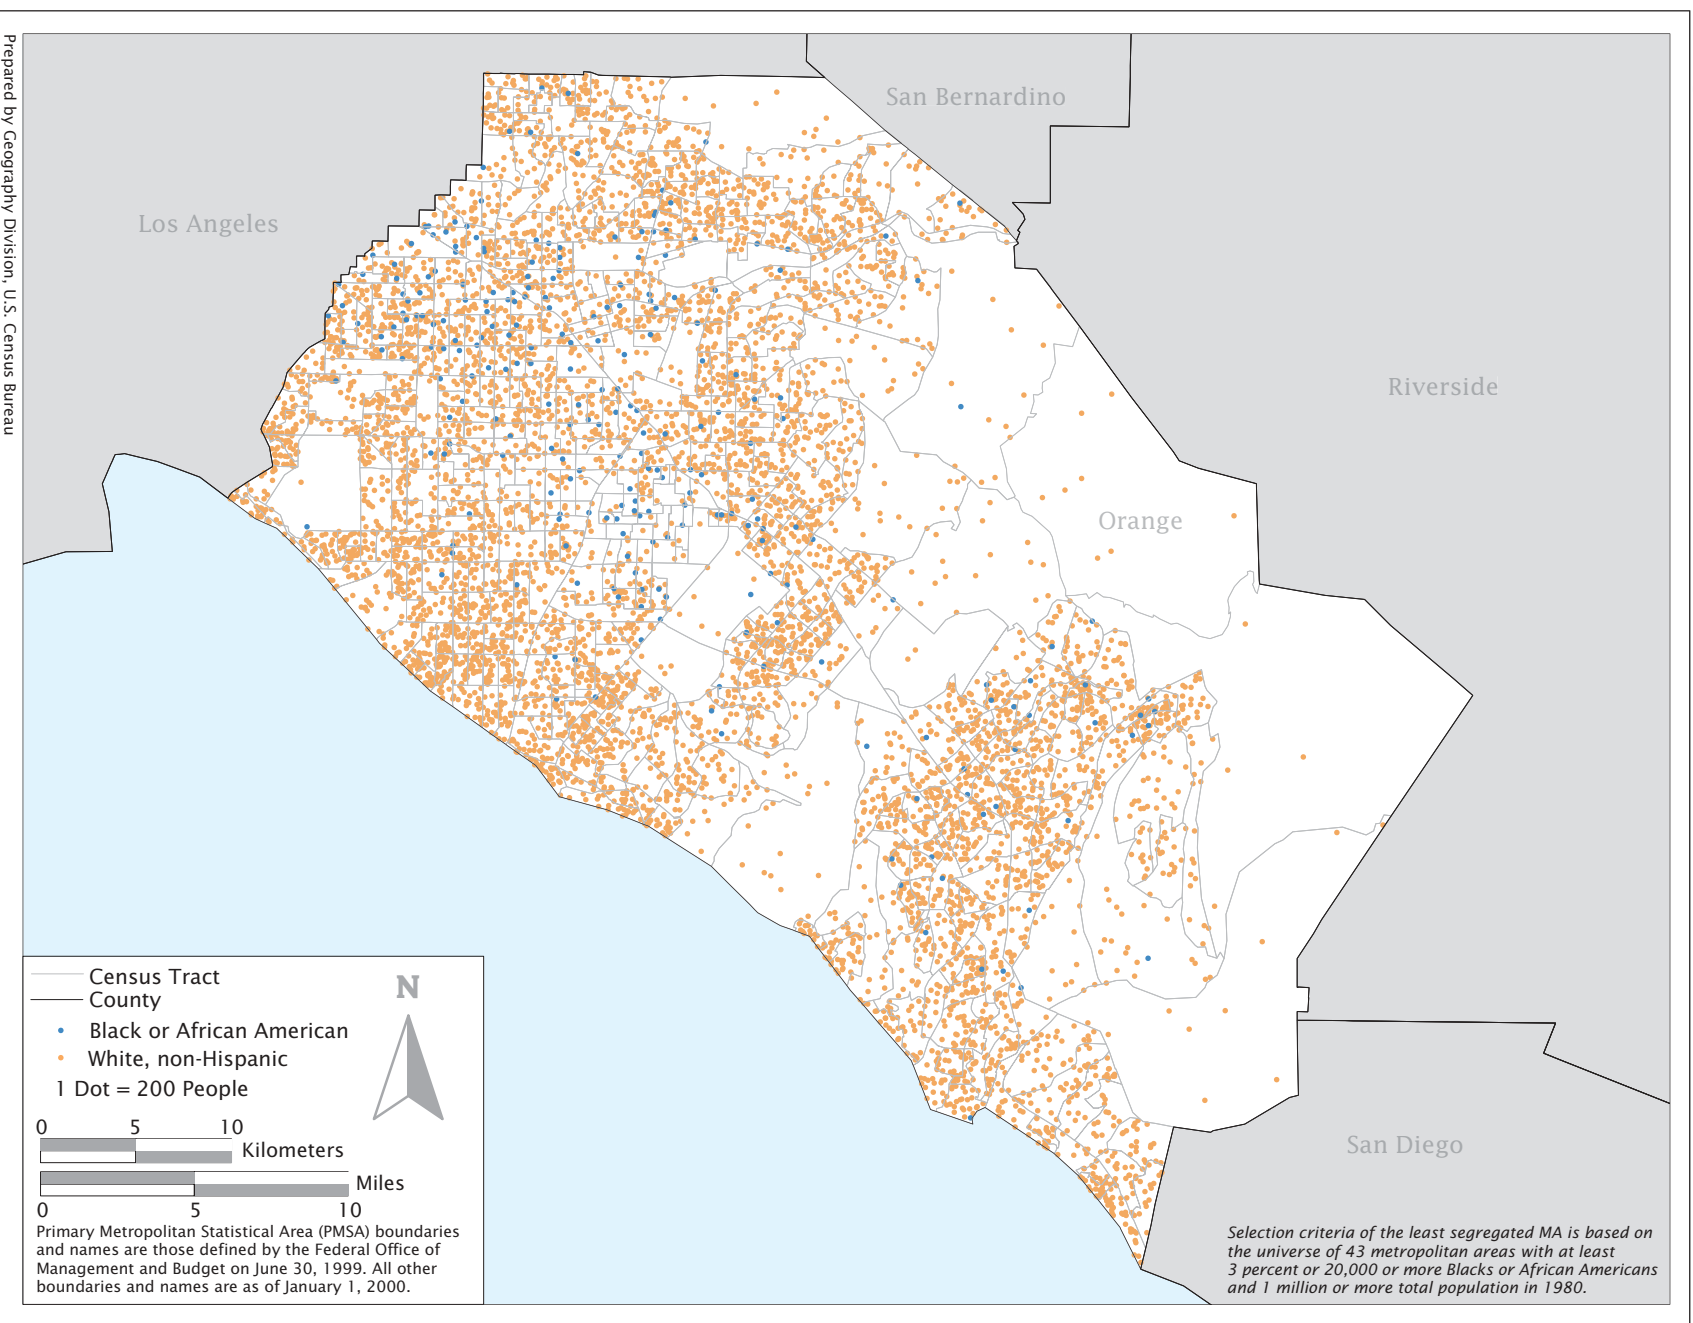 Prepared by Geography Division, U.S. Census Bureau
San Bernardino
Los Angeles
Riverside
Orange
San Diego
Census Tract
County
Black or African American
White, non-Hispanic
1 Dot = 200 People
N
0 5 10
Kilometers
Miles
0 5 10
Primary Metropolitan Statistical Area (PMSA) boundaries
and names are those defined by the Federal Office of
Management and Budget on June 30, 1999. All other
boundaries and names are as of January 1, 2000.
Selection criteria of the least segregated MA is based on
the universe of 43 metropolitan areas with at least
3 percent or 20,000 or more Blacks or African Americans
and 1 million or more total population in 1980.